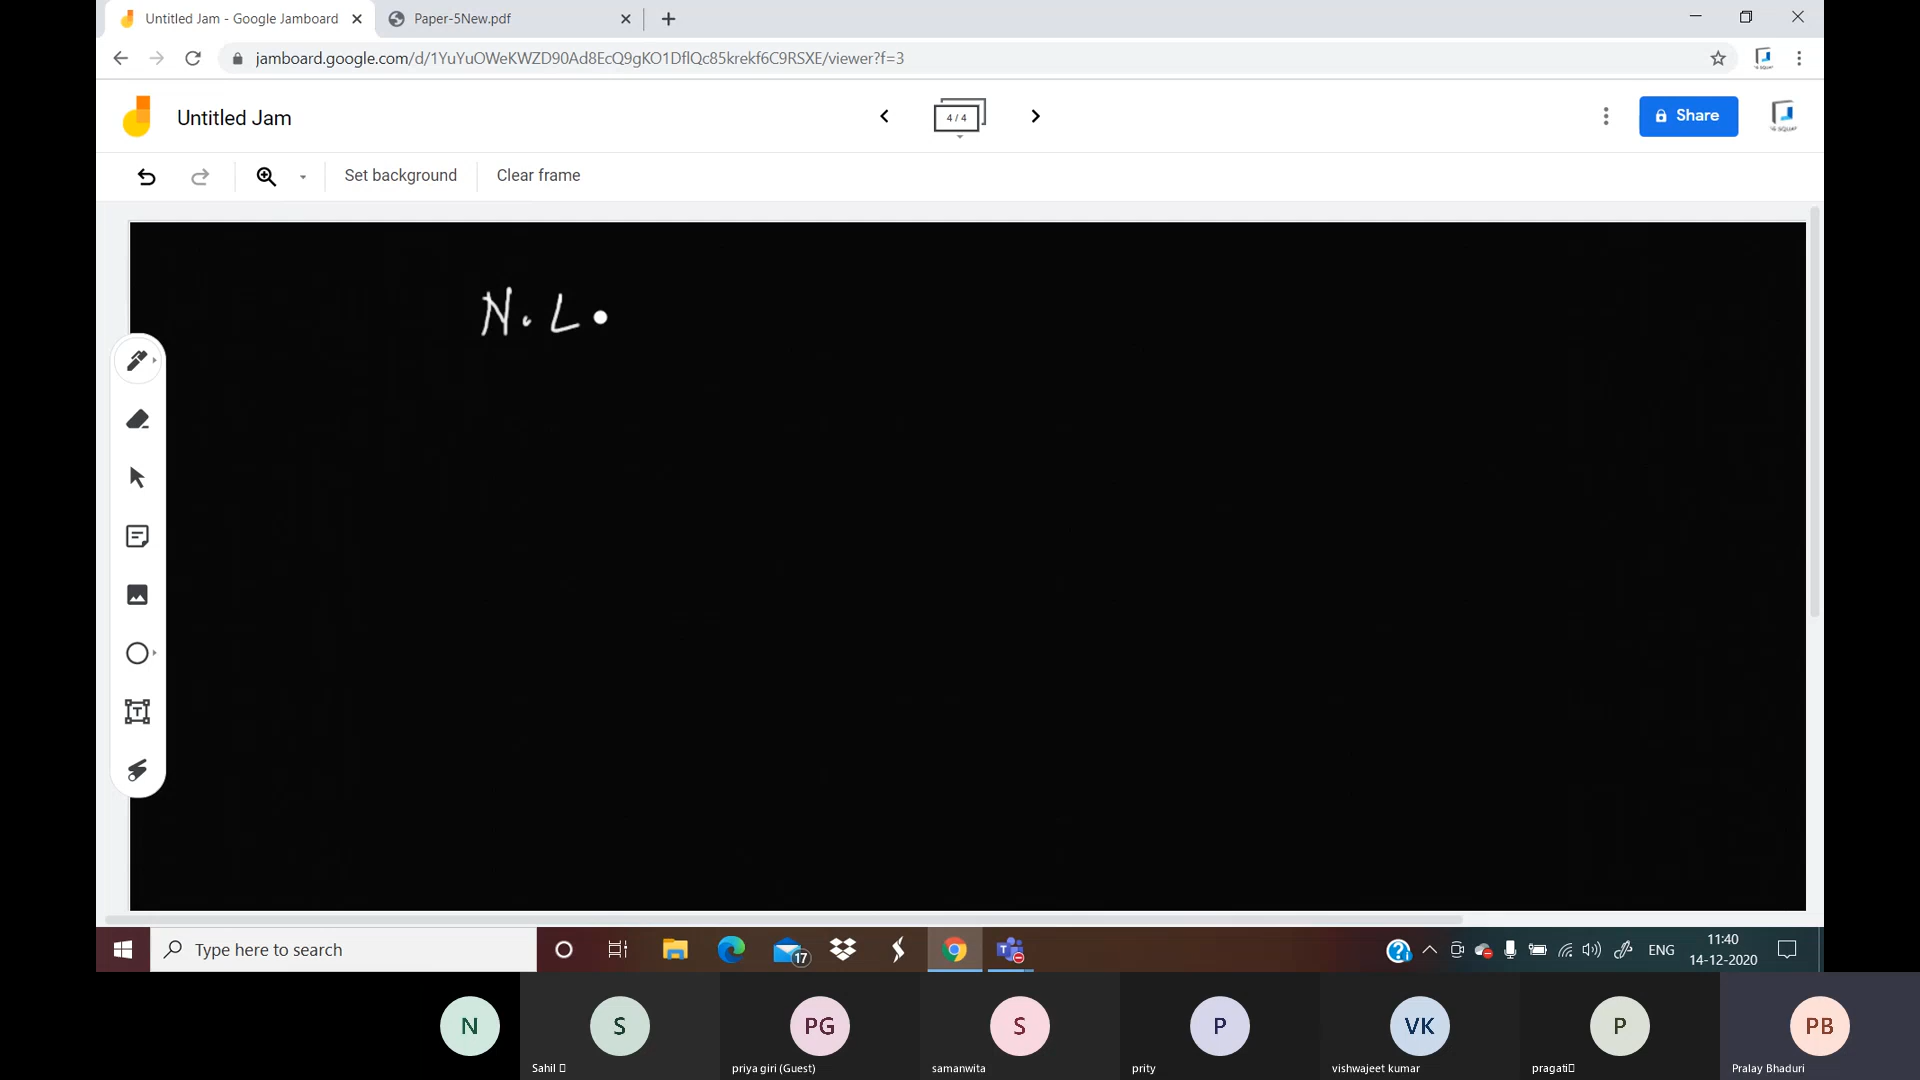 Untitled Jam - Google Jamboard
Paper-5New.pdf
jamboard.google.com/d/1YuYuOWeKWZD90Ad8EcQ9gKO1DflQc85krekf6C9RSXE/viewer?f=3
Untitled Jam
4 / 4
Share
Set background
Clear frame
N. L.
Type here to search
17
ENG
11:40
14-12-2020
N
S
PG
S
P
VK
P
PB
Sahil
priya giri (Guest)
samanwita
prity
vishwajeet kumar
pragati
Pralay Bhaduri